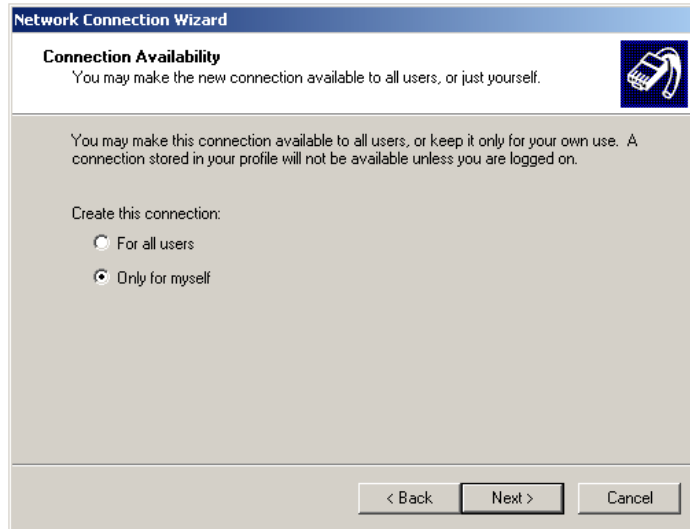 Network Connection Wizard
Connection Availability
You may make the new connection available to all users, or just yourself.
You may make this connection available to all users, or keep it only for your own use. A
connection stored in your profile will not be available unless you are logged on.
Create this connection:
For all users
Only for myself
< Back Next > Cancel